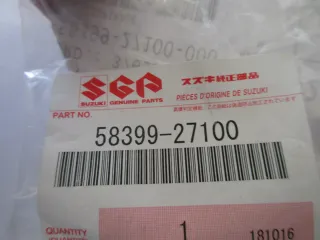 SGP
スズキ純正部品
SUZUKI GENUINE PARTS
PIECES D'ORIGINE DE SUZUKI
PART NO.
58399-27100
QUANTITY
1
181016